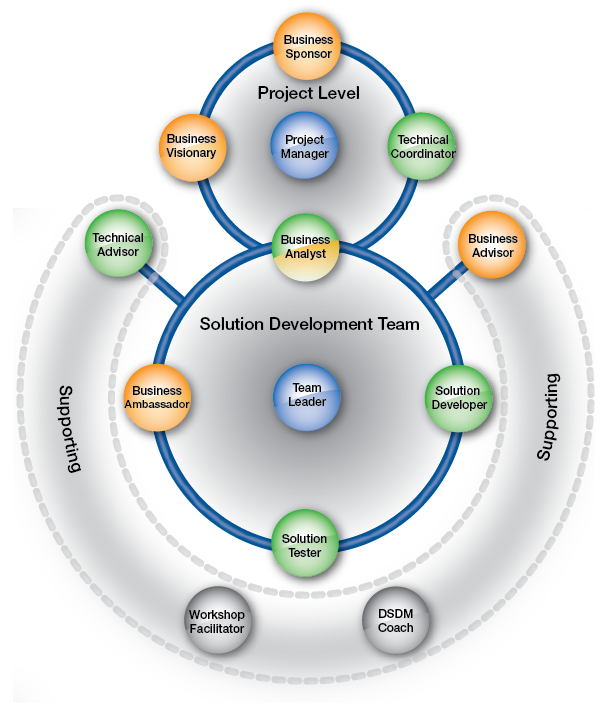 Business
Sponsor
Project Level
Business
Visionary
Project
Manager
Technical
Coordinator
Technical
Advisor
Business
Analyst
Business
Advisor
Solution Development Team
Business
Ambassador
Team
Leader
Solution
Developer
Supporting
Supporting
Solution
Tester
Workshop
Facilitator
DSDM
Coach